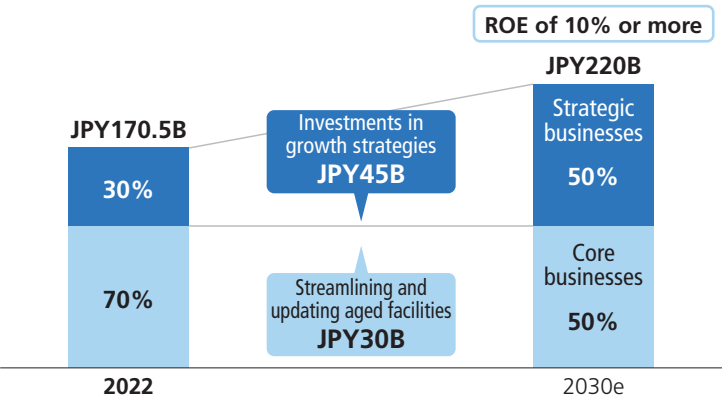 ROE of 10% or more
JPY220B
JPY170.5B
Strategic
businesses
50%
Investments in
growth strategies
JPY45B
30%
70%
Streamlining and
updating aged facilities
JPY30B
Core
businesses
50%
2022
2030e